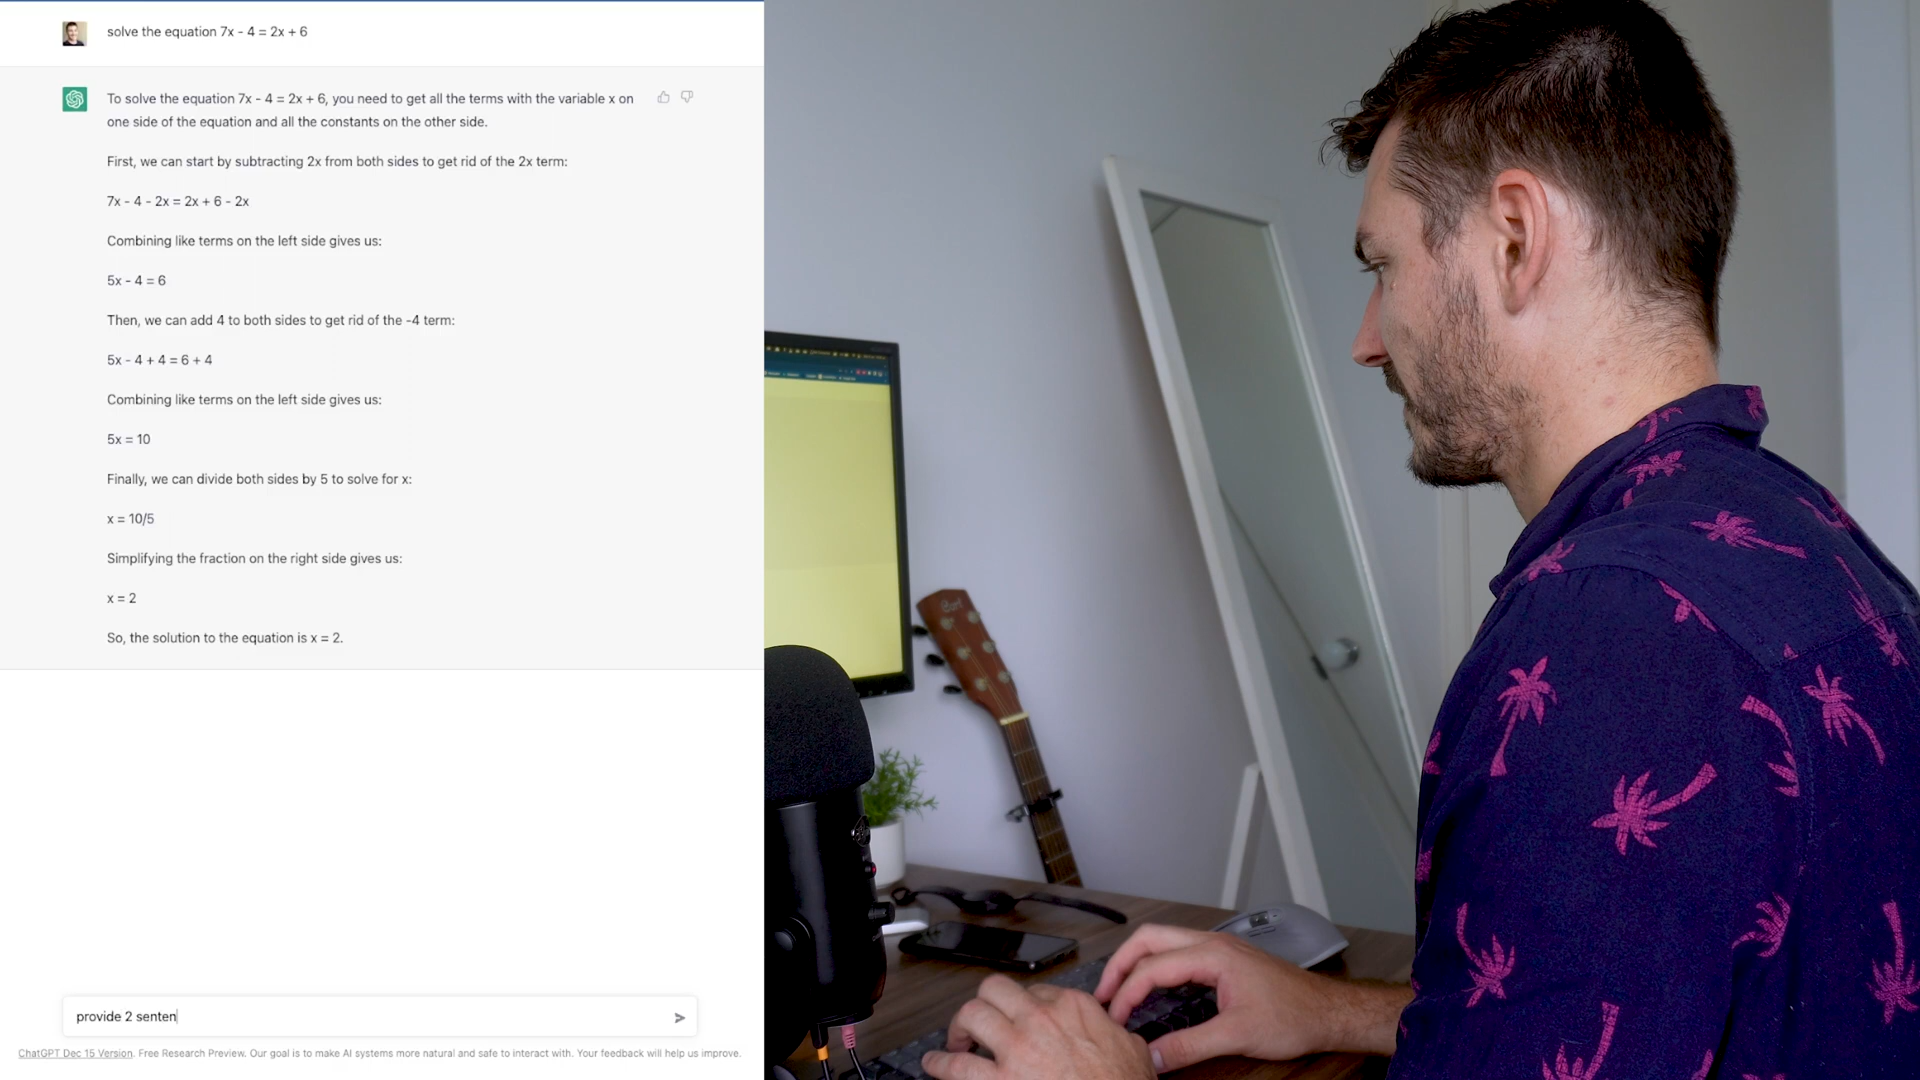 solve the equation 7x - 4 = 2x + 6
To solve the equation 7x - 4 = 2x + 6, you need to get all the terms with the variable x on
one side of the equation and all the constants on the other side.
First, we can start by subtracting 2x from both sides to get rid of the 2x term:
7x - 4 - 2x = 2x + 6 - 2x
Combining like terms on the left side gives us:
5x - 4 = 6
Then, we can add 4 to both sides to get rid of the -4 term:
5x - 4 + 4 = 6 + 4
Combining like terms on the left side gives us:
5x = 10
Finally, we can divide both sides by 5 to solve for x:
x = 10/5
Simplifying the fraction on the right side gives us:
x = 2
So, the solution to the equation is x = 2.
provide 2 senten
ChatGPT Dec 15 Version. Free Research Preview. Our goal is to make AI systems more natural and safe to interact with. Your feedback will help us improve.
Cort